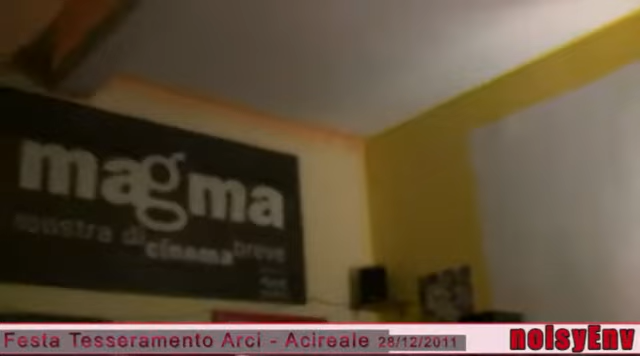 magma
mostra di cinema breve
Festa Tesseramento Arci - Acireale 28/12/2011
noisyEnv